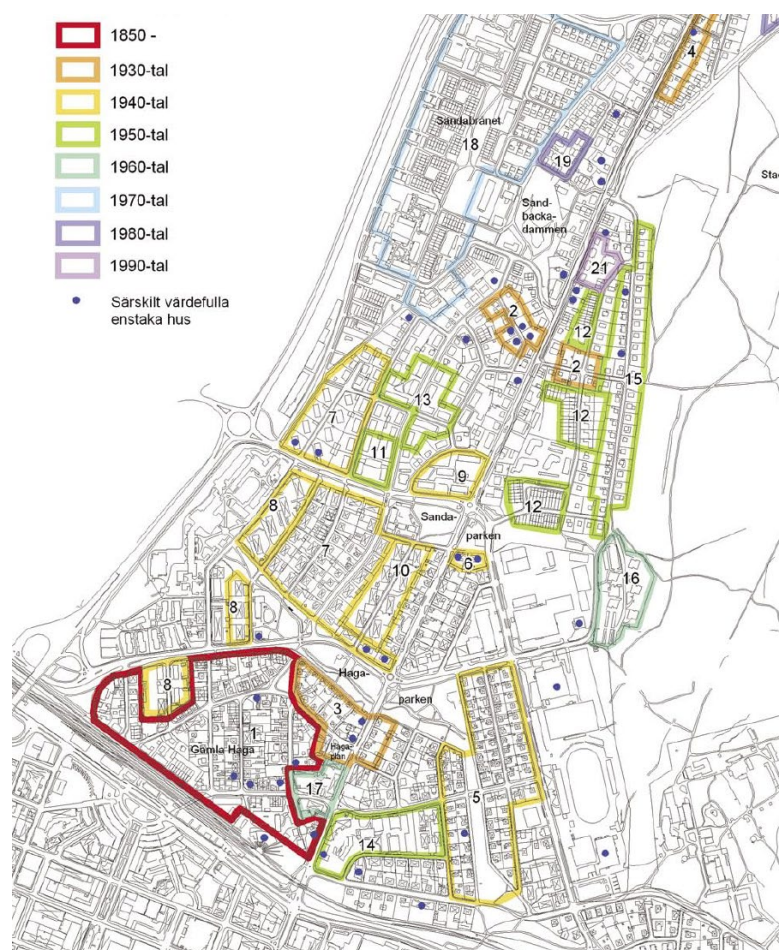 1850 -
1930-tal
1940-tal
1950-tal
1960-tal
1970-tal
1980-tal
1990-tal
Särskilt värdefulla
enstaka hus
4
Sandabrånet
18
19
Sand-
backa-
dammen
21
2
12
2
15
13
7
12
11
9
8
Sanda-
12
parken
7
10
6
16
8
Haga-
8
parken
3
1
Gamla Haga
Haga-
plan
17
5
14